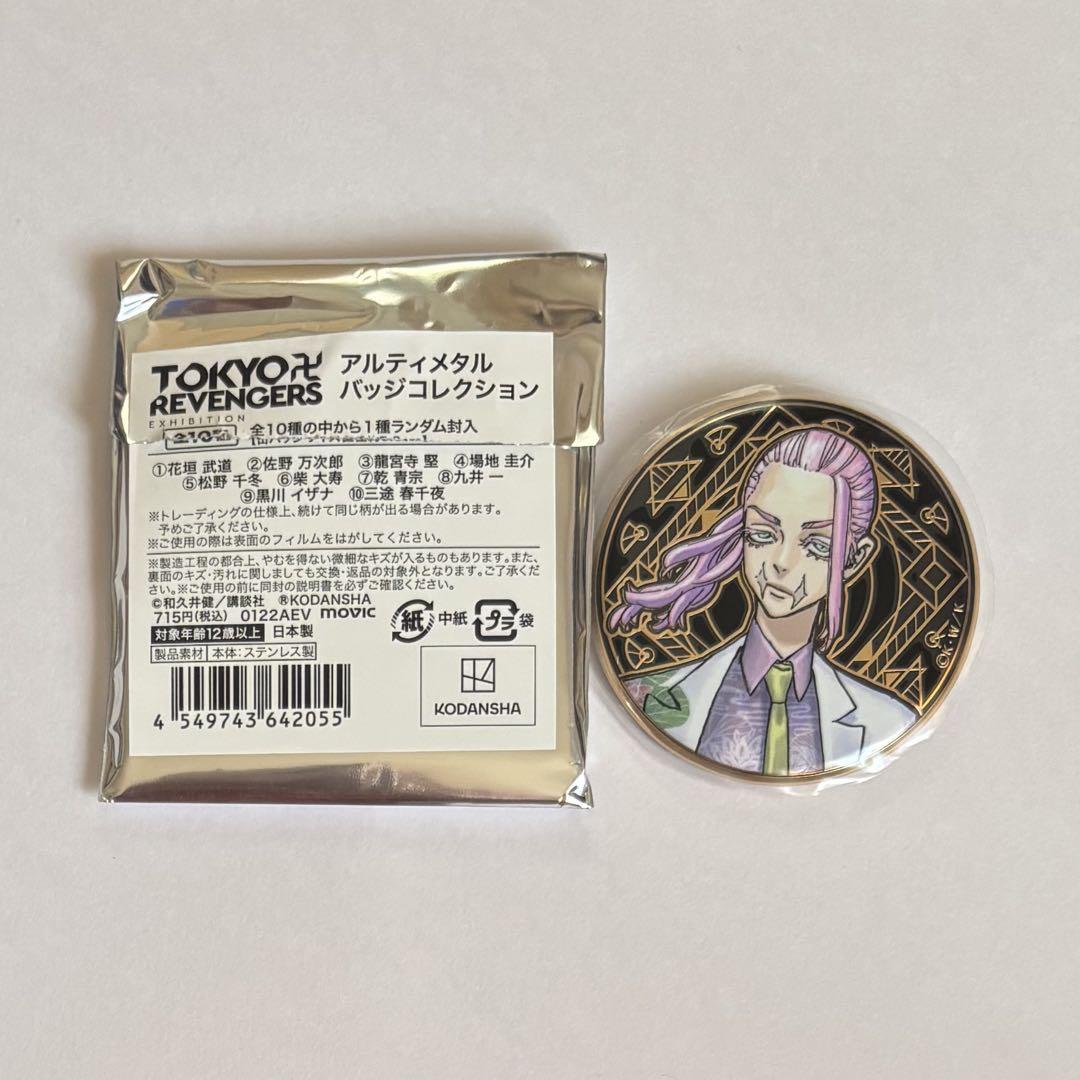 TOKYO卍 REVENGERS
EXHIBITION
アルティメタル
バッジコレクション
全10種の中から1種ランダム封入
①花垣 武道 ②佐野 万次郎 ③龍宮寺 堅 ④場地 圭介
⑤松野 千冬 ⑥柴 大寿 ⑦乾 青宗 ⑧九井 一
⑨黒川 イザナ ⑩三途 春千夜
※トレーディングの仕様上、続けて同じ柄が出る場合があります。
予めご了承ください。
※ご使用の際は表面のフィルムをはがしてください。
※製造工程の都合上、やむを得ない微細なキズが入るものもあります。また、
裏面のキズ・汚れに関しましても交換・返品の対象外となります。ご了承くださ
い。※ご使用の前に同封の説明書を必ずご確認ください。
©和久井健／講談社 ®KODANSHA
715円(税込) 0122AEV movic
対象年齢12歳以上 日本製
製品素材 本体:ステンレス製
紙 中紙 プラ 袋
KODANSHA
4 549743 642055
©K・W／K